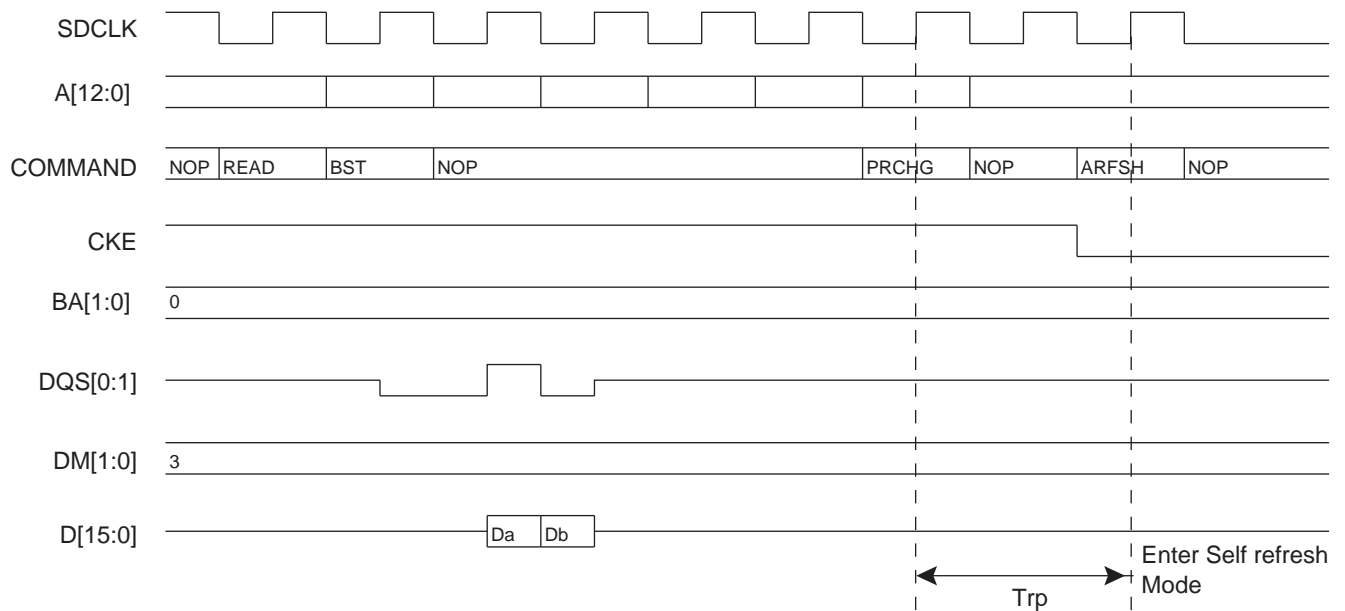 SDCLK
A[12:0]
COMMAND NOP READ BST NOP PRCHG NOP ARFSH NOP
CKE
BA[1:0] 0
DQS[0:1]
DM[1:0] 3
D[15:0] Da Db
Trp
Enter Self refresh
Mode